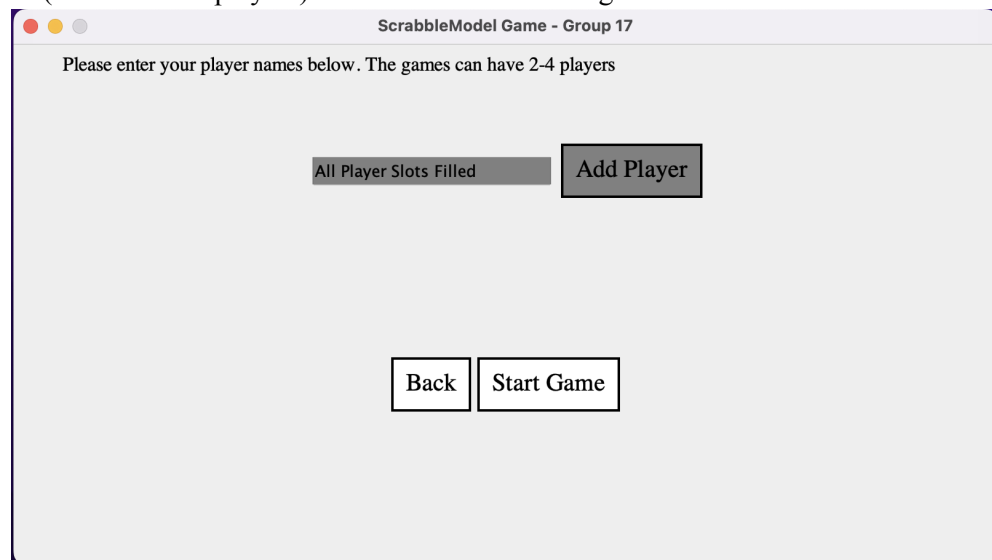 ScrabbleModel Game - Group 17
Please enter your player names below. The games can have 2-4 players
All Player Slots Filled
Add Player
Back
Start Game